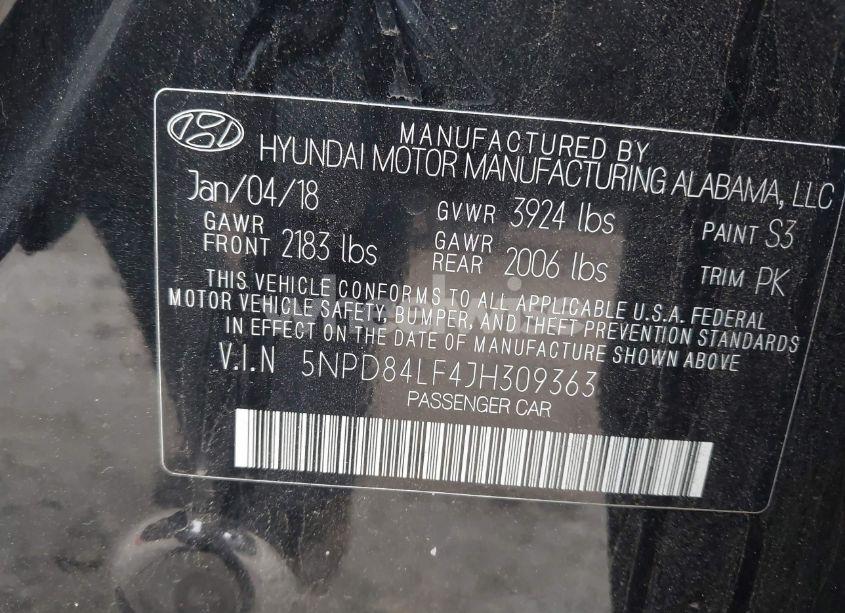 MANUFACTURED BY
HYUNDAI MOTOR MANUFACTURING ALABAMA, LLC
Jan/04/18 GVWR 3924 lbs PAINT S3
GAWR FRONT 2183 lbs GAWR REAR 2006 lbs TRIM PK
THIS VEHICLE CONFORMS TO ALL APPLICABLE U.S.A. FEDERAL
MOTOR VEHICLE SAFETY, BUMPER, AND THEFT PREVENTION STANDARDS
IN EFFECT ON THE DATE OF MANUFACTURE SHOWN ABOVE
V.I.N 5NPD84LF4JH309363
PASSENGER CAR